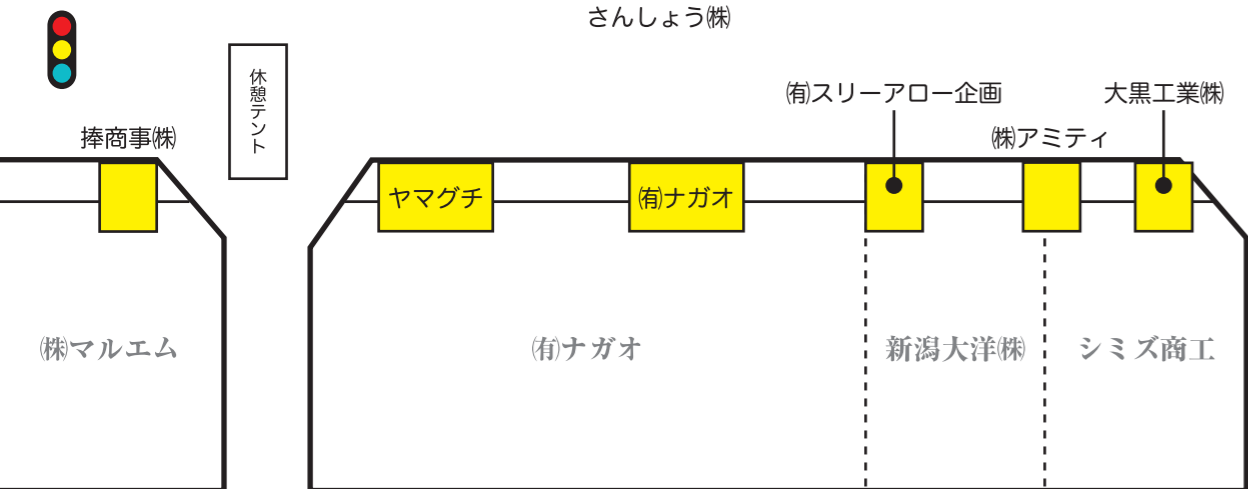 さんしょう㈱
休憩テント
㈲スリーアロー企画
大黒工業㈱
捧商事㈱
㈱アミティ
ヤマグチ
㈲ナガオ
㈱マルエム
㈲ナガオ
新潟大洋㈱
シミズ商工